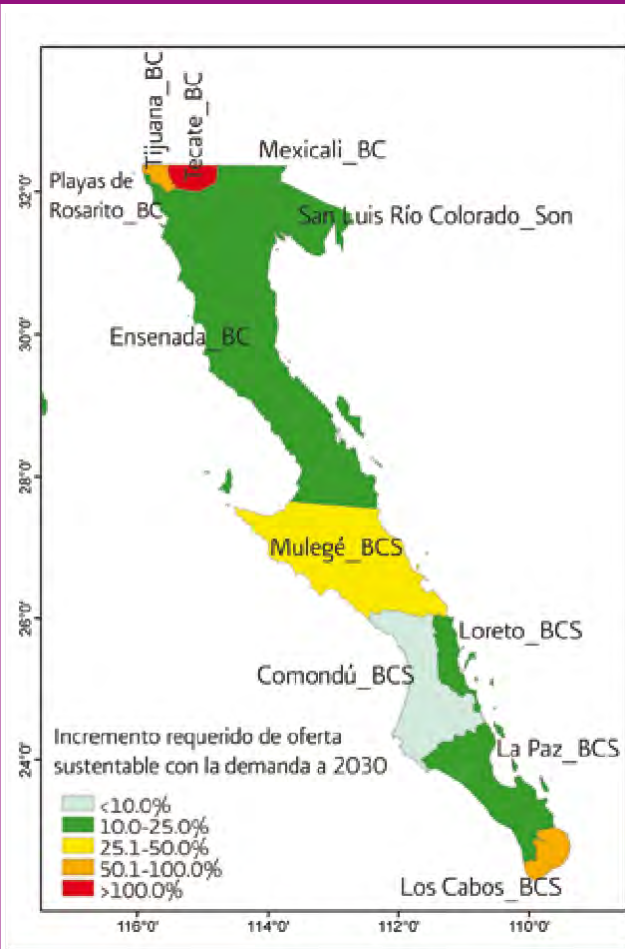 Tijuana_BC
Tecate_BC
Mexicali_BC
Playas de
Rosarito_BC
San Luis Río Colorado_Son
Ensenada_BC
Mulegé_BCS
Loreto_BCS
Comondú_BCS
La Paz_BCS
Los Cabos_BCS
Incremento requerido de oferta
sustentable con la demanda a 2030
<10.0%
10.0-25.0%
25.1-50.0%
50.1-100.0%
>100.0%
32°0'
30°0'
28°0'
26°0'
24°0'
116°0' 114°0' 112°0' 110°0'